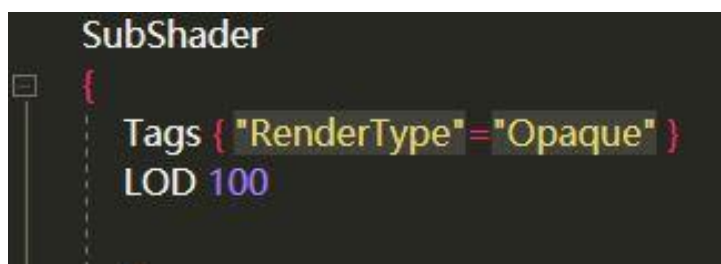 SubShader
{
Tags { "RenderType"="Opaque" }
LOD 100